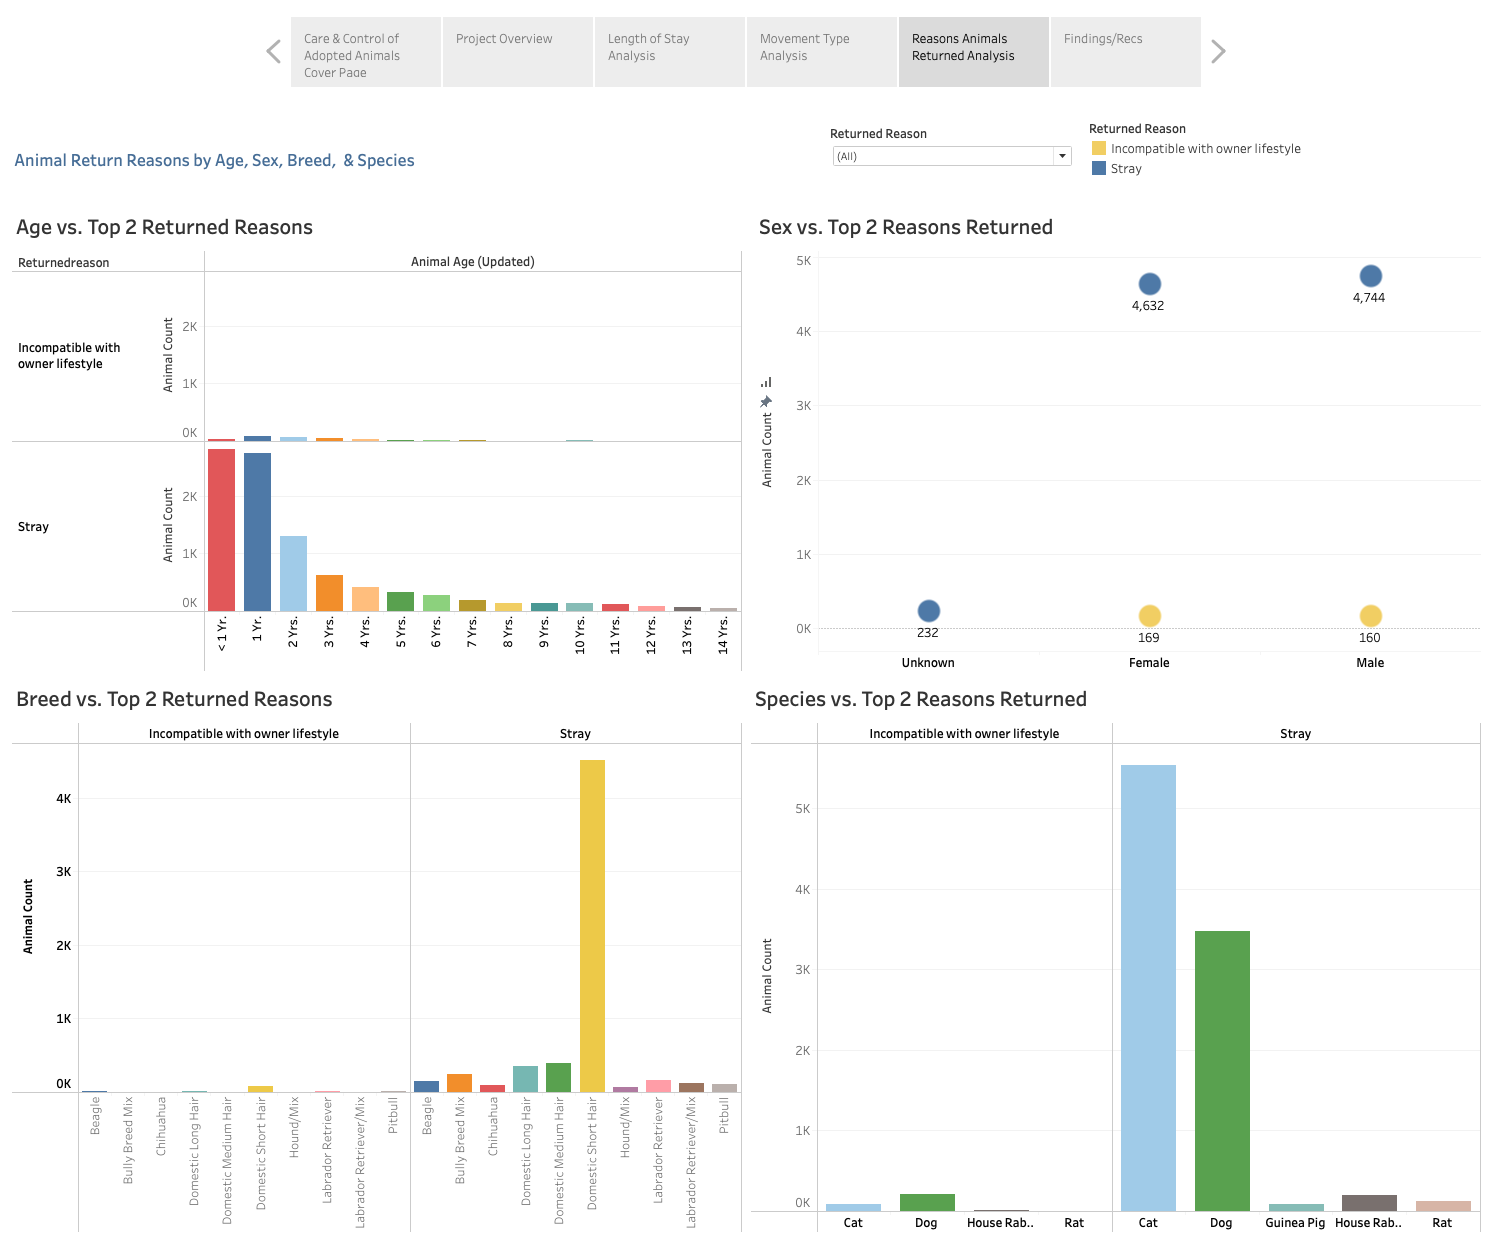 Care & Control of
Adopted Animals
Cover Page
Project Overview
Length of Stay
Analysis
Movement Type
Analysis
Reasons Animals
Returned Analysis
Findings/Recs
Animal Return Reasons by Age, Sex, Breed, & Species
Returned Reason
(All)
Returned Reason
Incompatible with owner lifestyle
Stray
Age vs. Top 2 Returned Reasons
Returnedreason
Animal Age (Updated)
Incompatible with
owner lifestyle
Animal Count
2K
1K
0K
Stray
Animal Count
2K
1K
0K
< 1 Yr.
1 Yr.
2 Yrs.
3 Yrs.
4 Yrs.
5 Yrs.
6 Yrs.
7 Yrs.
8 Yrs.
9 Yrs.
10 Yrs.
11 Yrs.
12 Yrs.
13 Yrs.
14 Yrs.
Sex vs. Top 2 Reasons Returned
Animal Count
5K
4K
3K
2K
1K
0K
4,632
4,744
232
169
160
Unknown
Female
Male
Breed vs. Top 2 Returned Reasons
Incompatible with owner lifestyle
Stray
Animal Count
4K
3K
2K
1K
0K
Beagle
Bully Breed Mix
Chihuahua
Domestic Long Hair
Domestic Medium Hair
Domestic Short Hair
Hound/Mix
Labrador Retriever
Labrador Retriever/Mix
Pitbull
Beagle
Bully Breed Mix
Chihuahua
Domestic Long Hair
Domestic Medium Hair
Domestic Short Hair
Hound/Mix
Labrador Retriever
Labrador Retriever/Mix
Pitbull
Species vs. Top 2 Reasons Returned
Incompatible with owner lifestyle
Stray
Animal Count
5K
4K
3K
2K
1K
0K
Cat
Dog
House Rab..
Rat
Cat
Dog
Guinea Pig
House Rab..
Rat